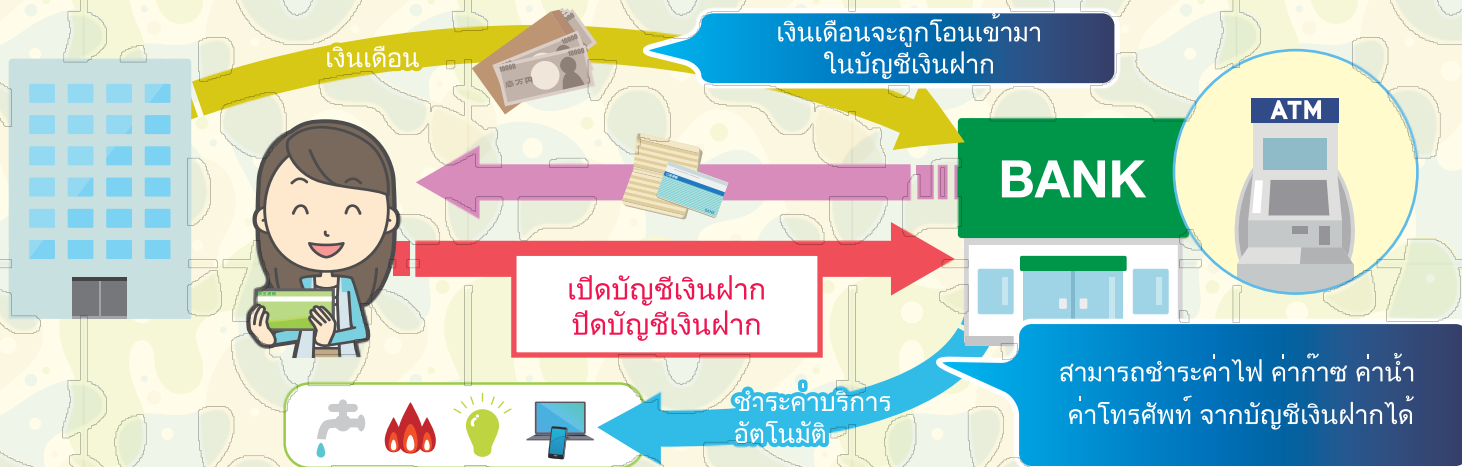 เงินเดือน
เงินเดือนจะถูกโอนเข้ามา
ในบัญชีเงินฝาก
10000
10000
10000
ATM
BANK
เปิดบัญชีเงินฝาก
ปิดบัญชีเงินฝาก
ชำระค่าบริการ
อัตโนมัติ
สามารถชำระค่าไฟ ค่าก๊าซ ค่าน้ำ
ค่าโทรศัพท์ จากบัญชีเงินฝากได้